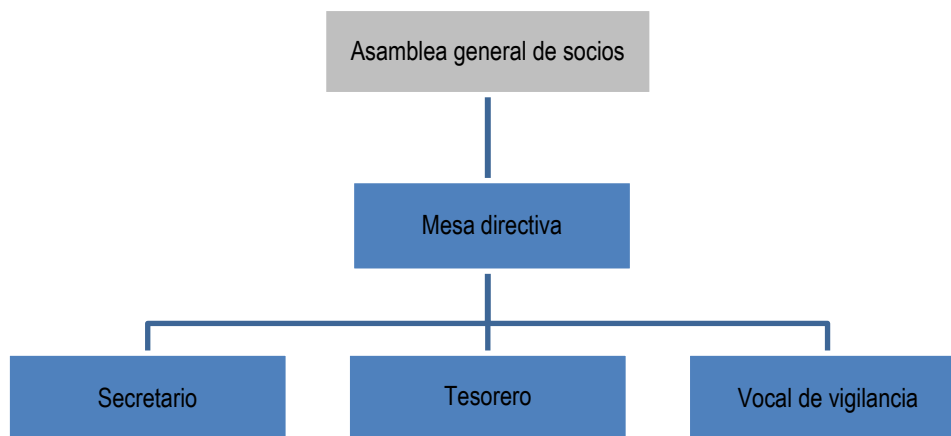 Asamblea general de socios
Mesa directiva
Secretario
Tesorero
Vocal de vigilancia